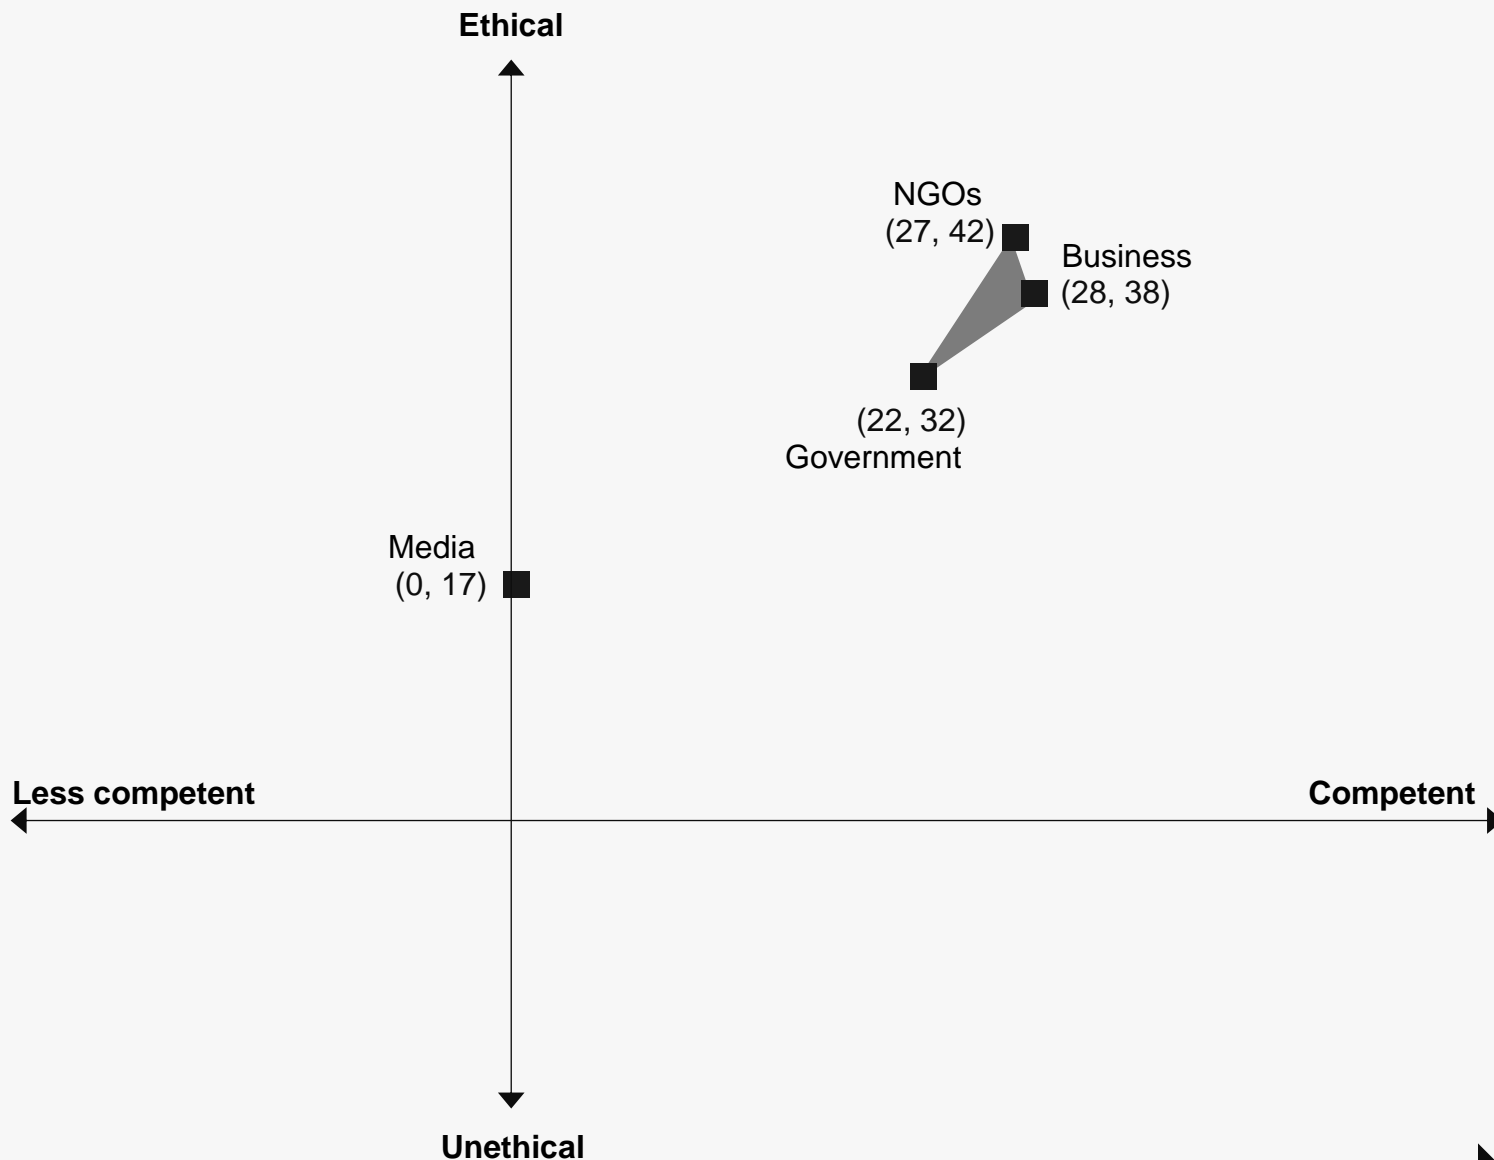 Ethical
NGOs
(27, 42)
Business
(28, 38)
(22, 32)
Government
Media
(0, 17)
Less competent
Competent
Unethical